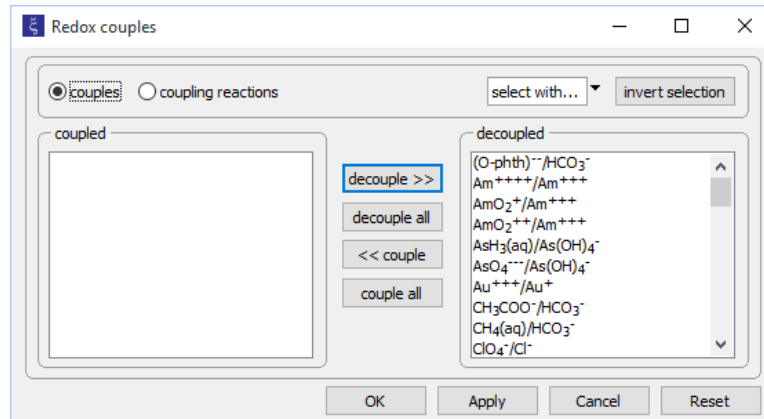 ξ Redox couples
couples coupling reactions select with... invert selection
coupled
decoupled
decouple >>
decouple all
<< couple
couple all
(O-phth)⁻⁻/HCO₃⁻
Am⁺⁺⁺⁺/Am⁺⁺⁺
AmO₂⁺/Am⁺⁺⁺
AmO₂⁺⁺/Am⁺⁺⁺
AsH₃(aq)/As(OH)₄⁻
AsO₄⁻⁻⁻/As(OH)₄⁻
Au⁺⁺⁺/Au⁺
CH₃COO⁻/HCO₃⁻
CH₄(aq)/HCO₃⁻
ClO₄⁻/Cl⁻
OK Apply Cancel Reset